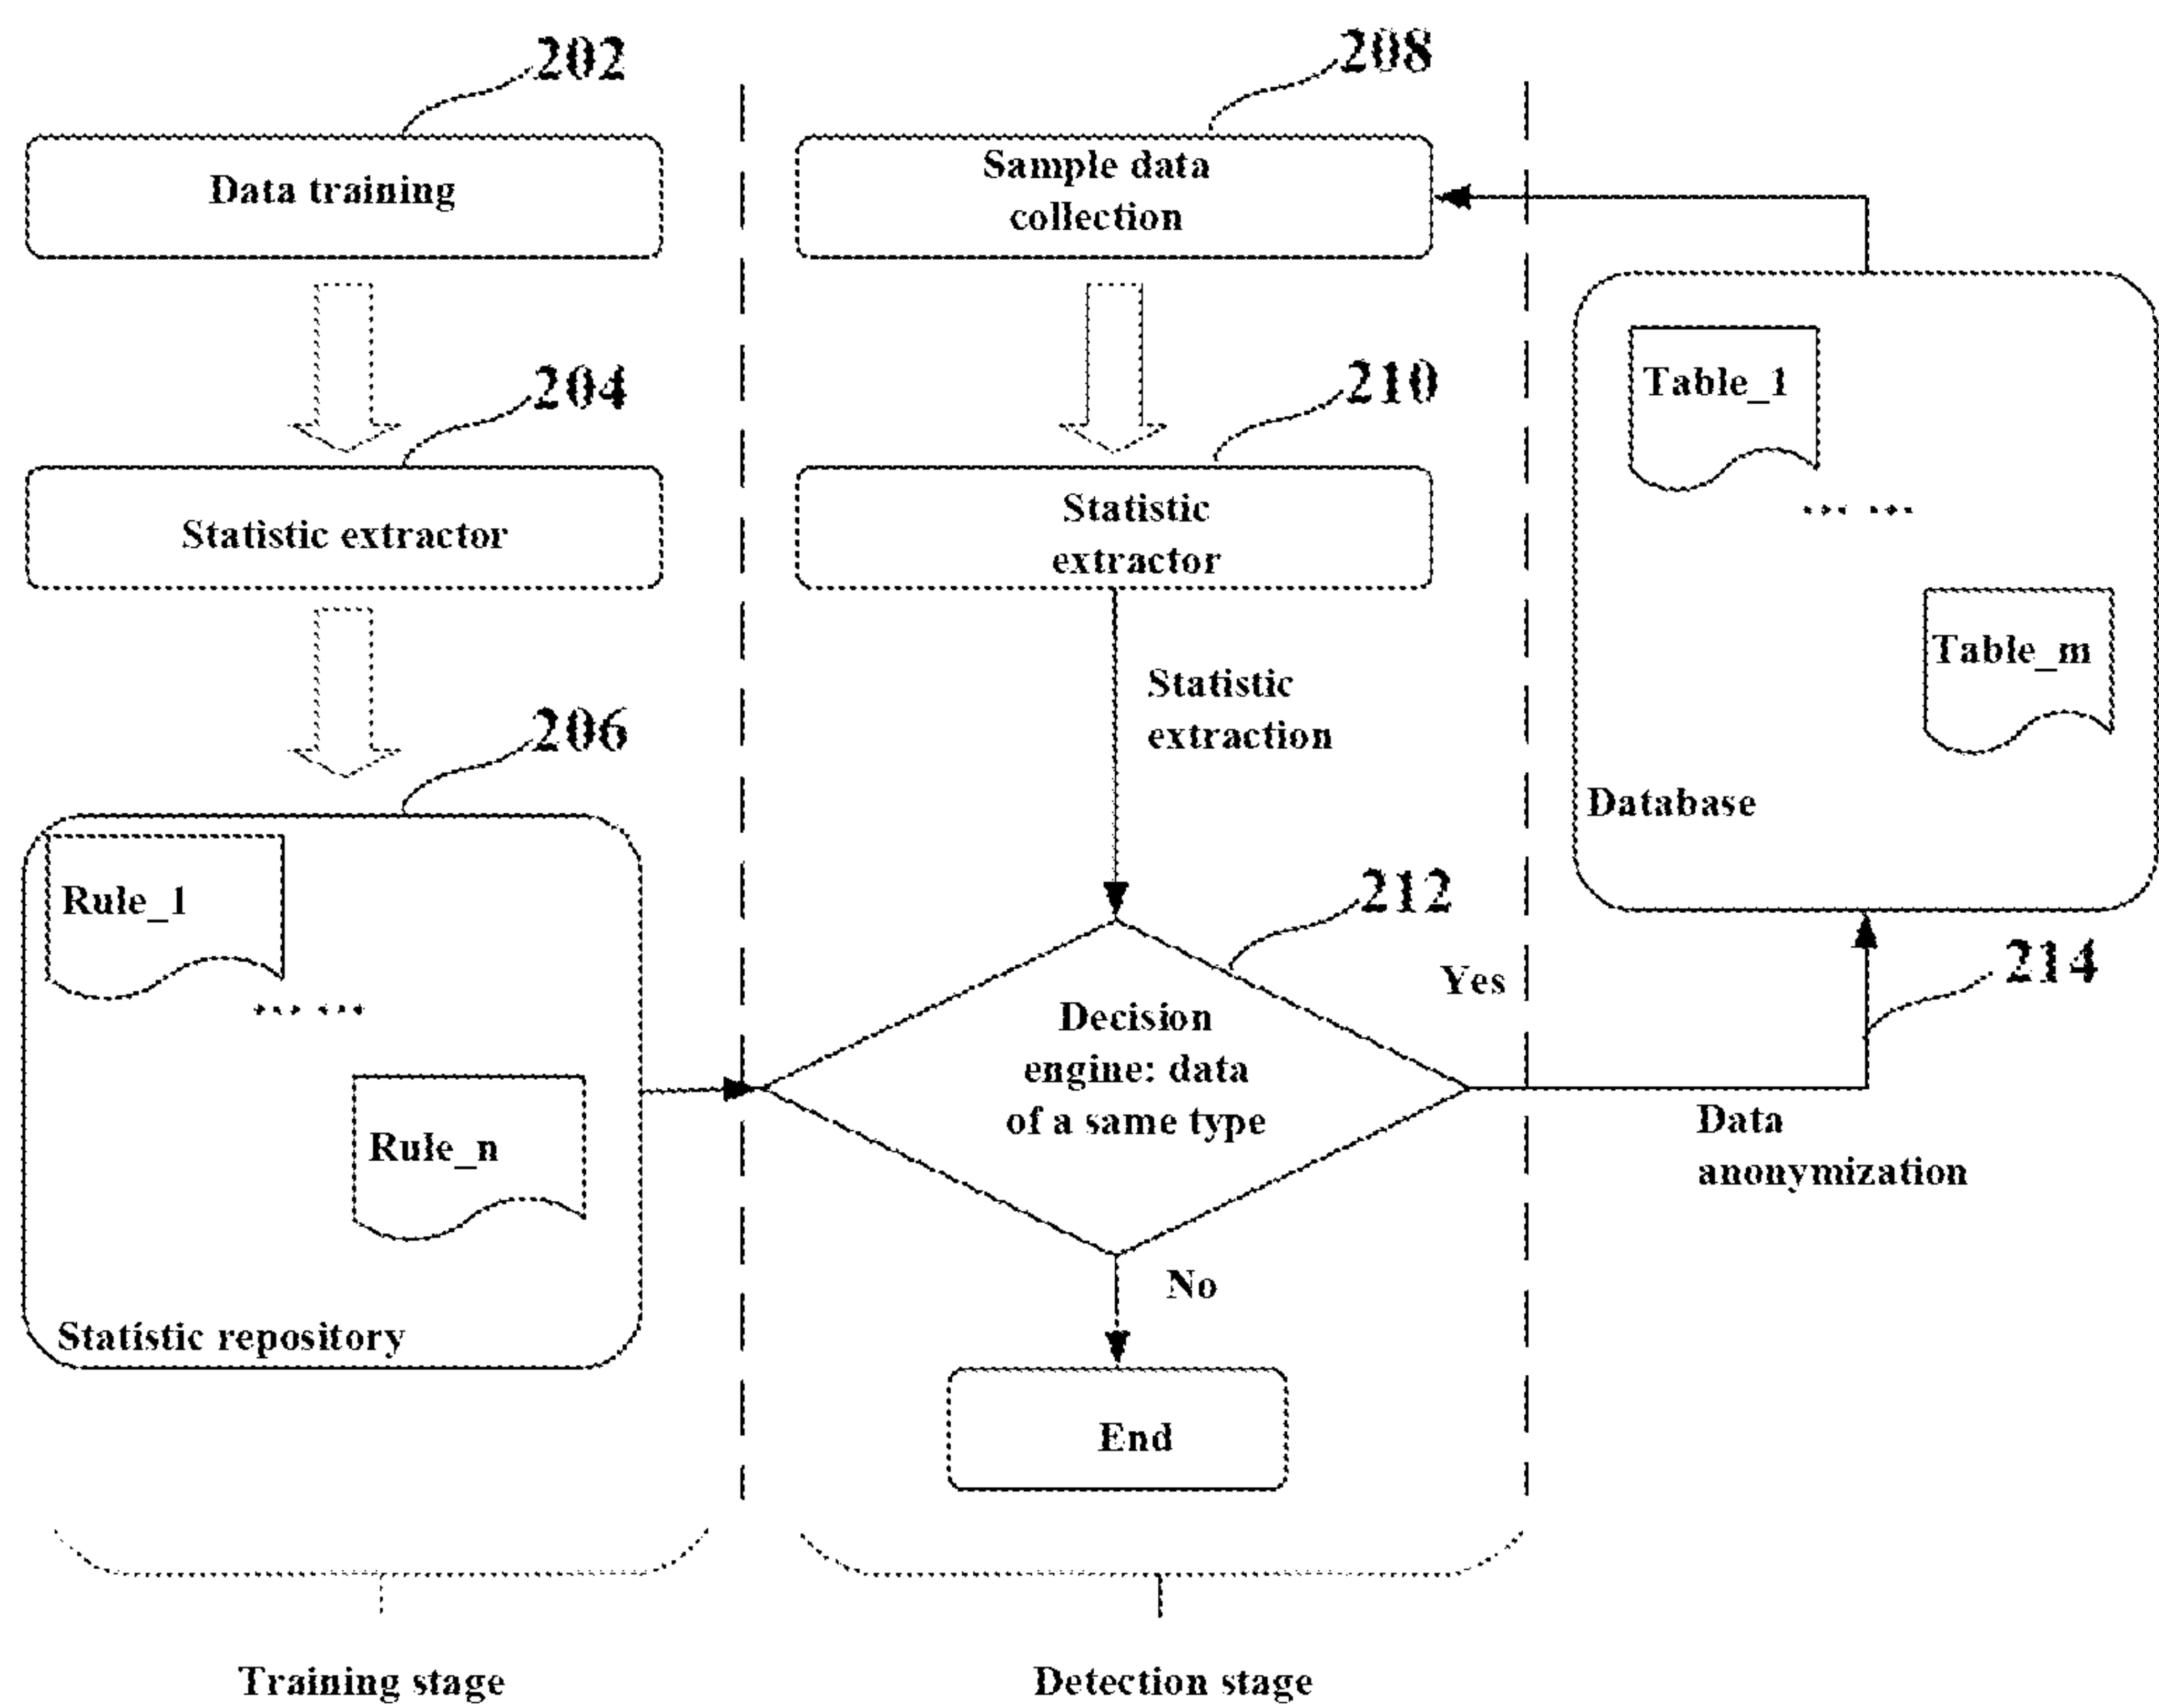 202
Data training
204
Statistic extractor
206
Rule_1
... ...
Rule_n
Statistic repository
Training stage
208
Sample data
collection
210
Statistic
extractor
Statistic
extraction
212
Decision
engine: data
of a same type
Yes
No
End
Detection stage
Table_1
... ...
Table_m
Database
214
Data
anonymization